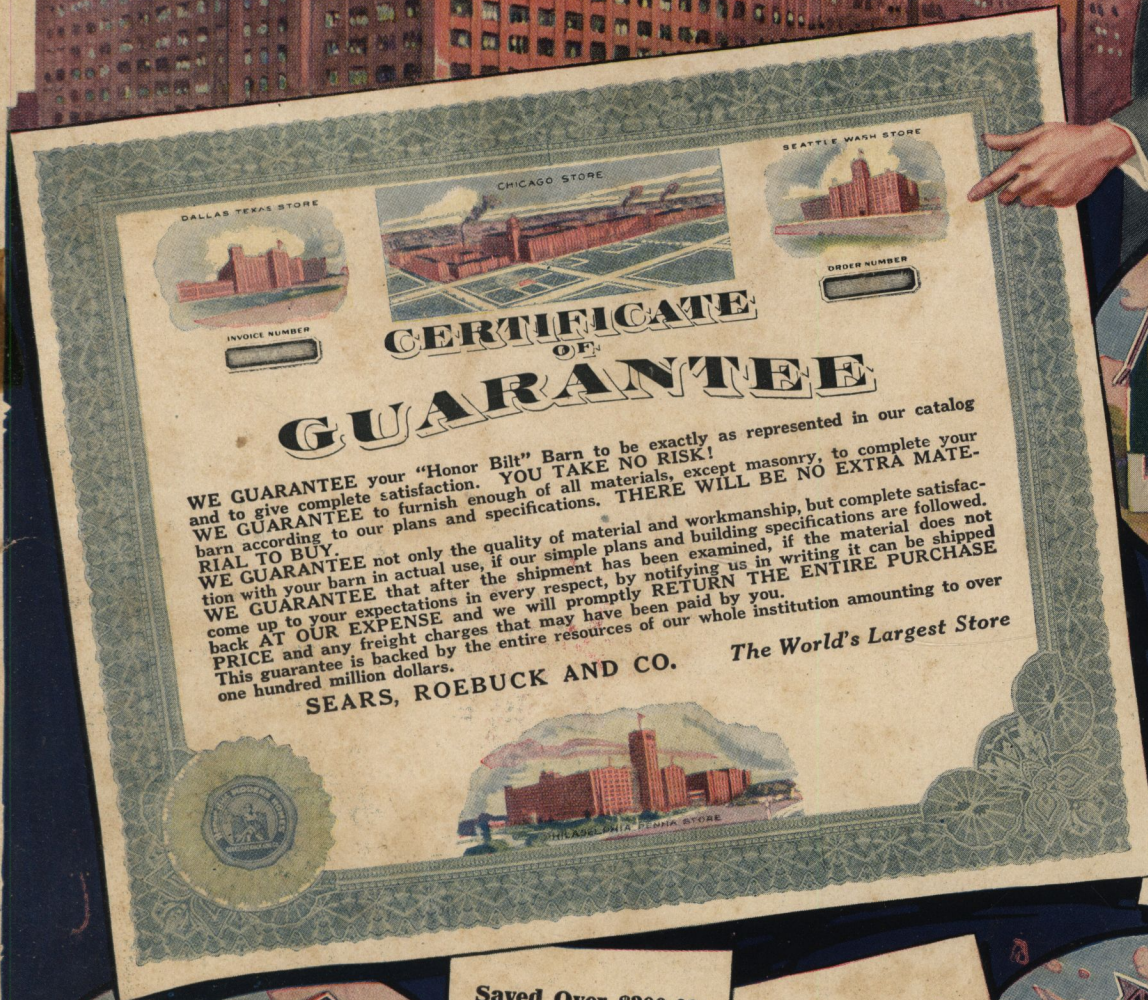 DALLAS TEXAS STORE
CHICAGO STORE
SEATTLE WASH STORE
INVOICE NUMBER
ORDER NUMBER
CERTIFICATE
OF
GUARANTEE
WE GUARANTEE your "Honor Bilt" Barn to be exactly as represented in our catalog
and to give complete satisfaction. YOU TAKE NO RISK!
WE GUARANTEE to furnish enough of all materials, except masonry, to complete your
barn according to our plans and specifications. THERE WILL BE NO EXTRA MATE-
RIAL TO BUY.
WE GUARANTEE not only the quality of material and workmanship, but complete satisfac-
tion with your barn in actual use, if our simple plans and building specifications are followed.
WE GUARANTEE that after the shipment has been examined, if the material does not
come up to your expectations in every respect, by notifying us in writing it can be shipped
back AT OUR EXPENSE and we will promptly RETURN THE ENTIRE PURCHASE
PRICE and any freight charges that may have been paid by you.
This guarantee is backed by the entire resources of our whole institution amounting to over
one hundred million dollars.
SEARS, ROEBUCK AND CO.
The World's Largest Store
PHILADELPHIA PENNA STORE
Saved Over